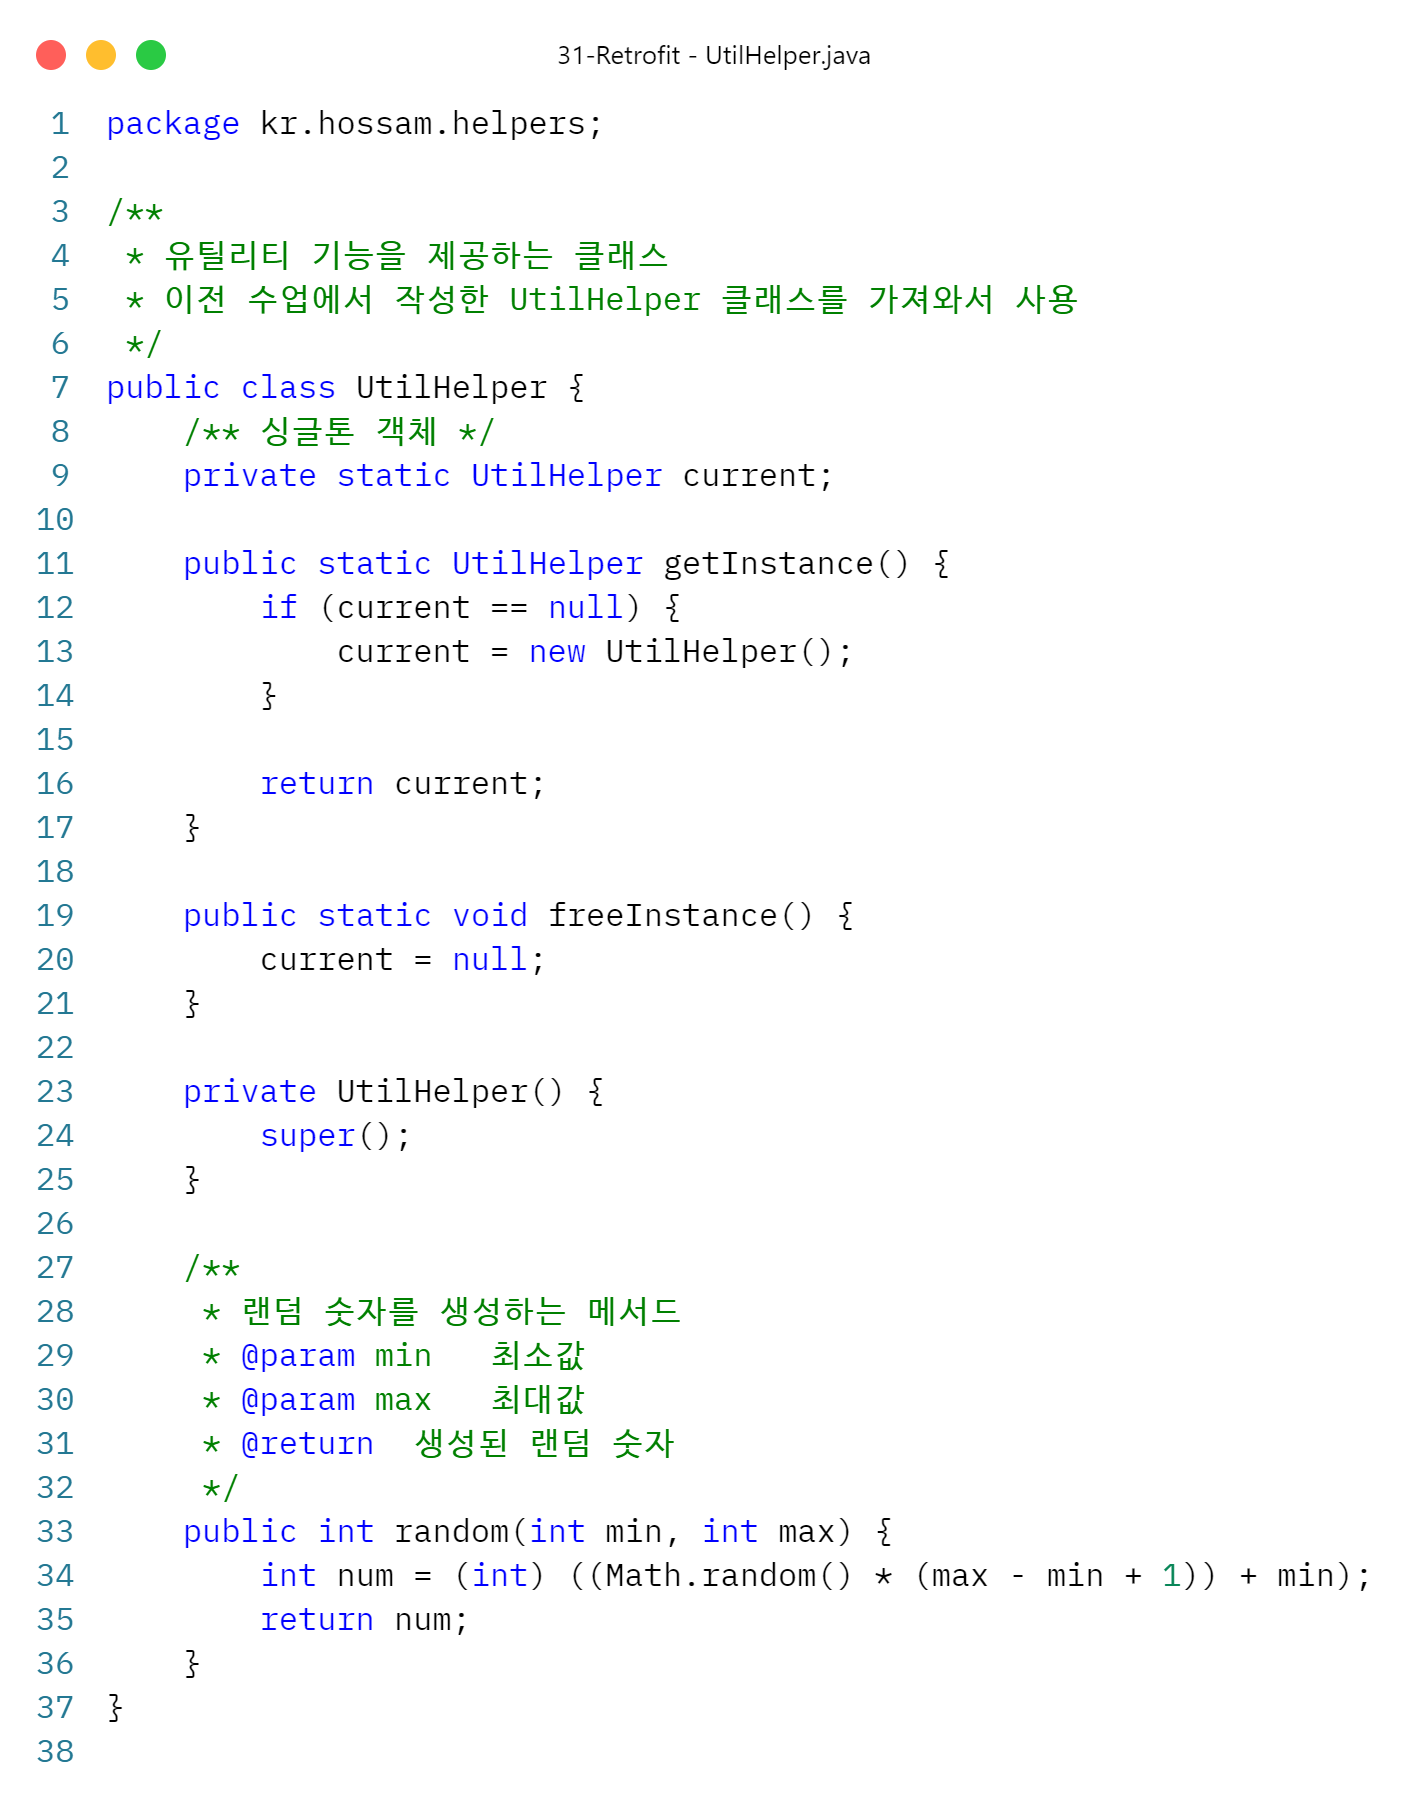 31-Retrofit - UtilHelper.java
1 package kr.hossam.helpers;
2
3 /**
4  * 유틸리티 기능을 제공하는 클래스
5  * 이전 수업에서 작성한 UtilHelper 클래스를 가져와서 사용
6  */
7 public class UtilHelper {
8     /** 싱글톤 객체 */
9     private static UtilHelper current;
10
11     public static UtilHelper getInstance() {
12         if (current == null) {
13             current = new UtilHelper();
14         }
15
16         return current;
17     }
18
19     public static void freeInstance() {
20         current = null;
21     }
22
23     private UtilHelper() {
24         super();
25     }
26
27     /**
28      * 랜덤 숫자를 생성하는 메서드
29      * @param min   최소값
30      * @param max   최대값
31      * @return  생성된 랜덤 숫자
32      */
33     public int random(int min, int max) {
34         int num = (int) ((Math.random() * (max - min + 1)) + min);
35         return num;
36     }
37 }
38